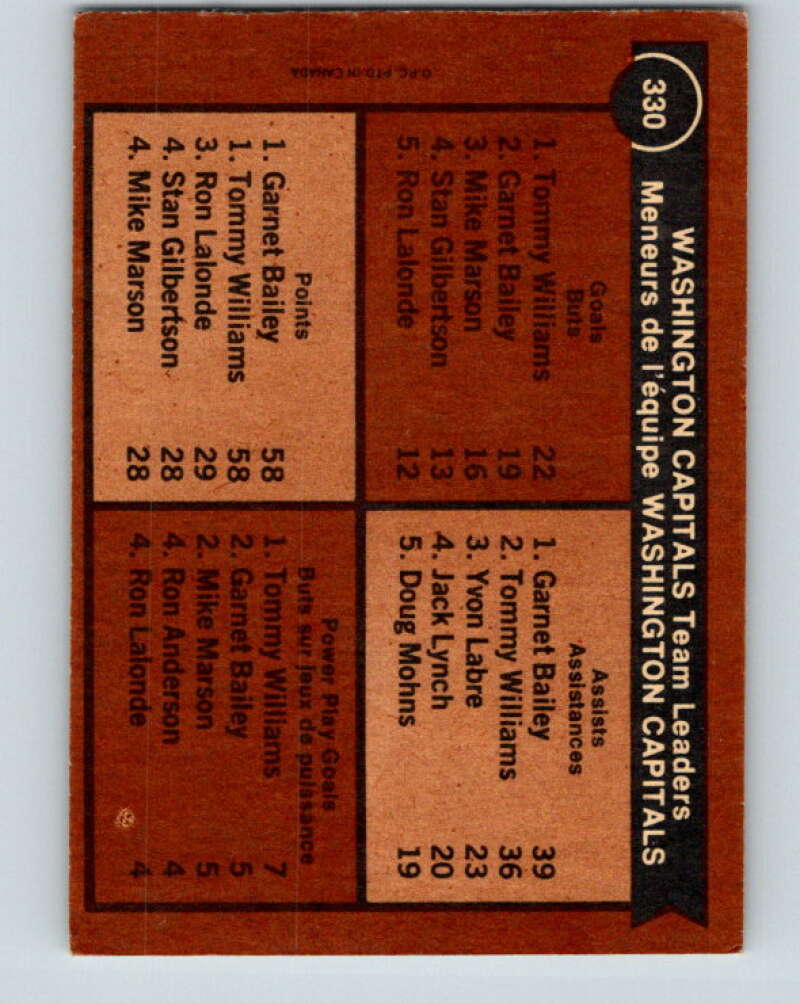 330
WASHINGTON CAPITALS Team Leaders
Meneurs de l'équipe WASHINGTON CAPITALS
Goals
Buts
1. Tommy Williams 22
2. Garnet Bailey 19
3. Mike Marson 16
4. Stan Gilbertson 13
5. Ron Lalonde 12
Assists
Assistances
1. Garnet Bailey 39
2. Tommy Williams 36
3. Yvon Labre 23
4. Jack Lynch 20
5. Doug Mohns 19
Points
1. Garnet Bailey 58
1. Tommy Williams 58
3. Ron Lalonde 29
4. Stan Gilbertson 28
4. Mike Marson 28
Power Play Goals
Buts sur jeux de puissance
1. Tommy Williams 7
2. Garnet Bailey 5
2. Mike Marson 5
4. Ron Anderson 4
4. Ron Lalonde 4
O.P.C. PTD. IN CANADA